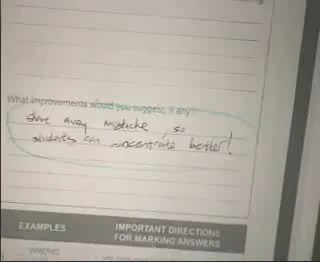 What improvements would you suggest, if any?
shave away mustache, so
students can concentrate better!
EXAMPLES
IMPORTANT DIRECTIONS
FOR MARKING ANSWERS